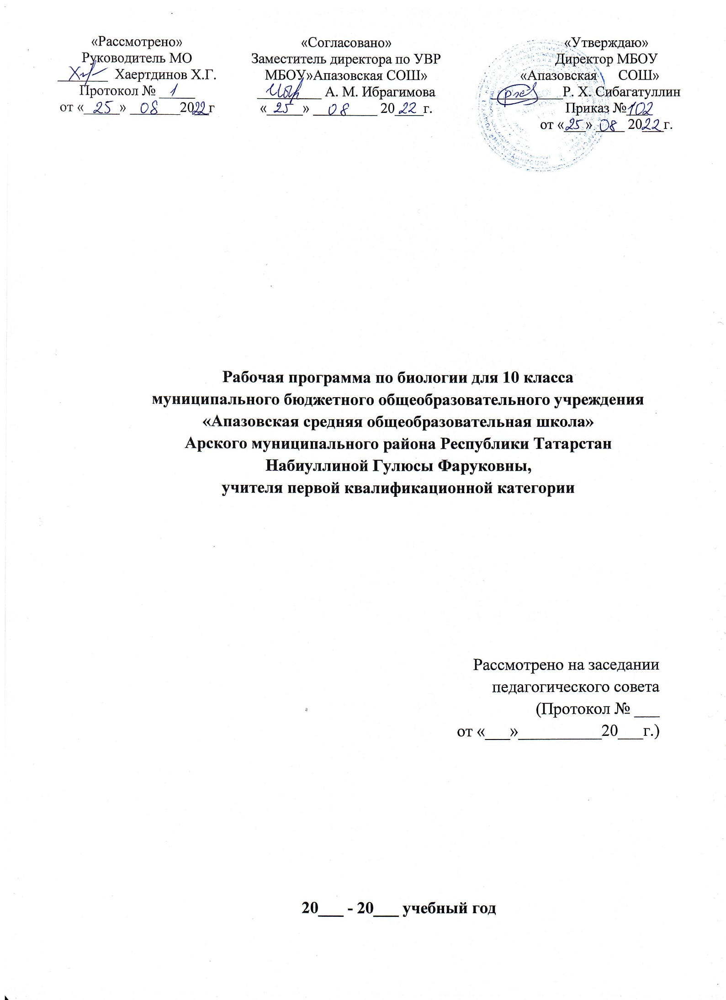 «Рассмотрено»
Руководитель МО
_______ Хаертдинов Х.Г.
Протокол № 1
от «25» 08 2022 г
«Согласовано»
Заместитель директора по УВР
МБОУ»Апазовская СОШ»
_________ А. М. Ибрагимова
«25» 08 2022 г.
«Утверждаю»
Директор МБОУ
«Апазовская СОШ»
_________Р. Х. Сибагатуллин
Приказ №102
от «25» 08 2022 г.
Рабочая программа по биологии для 10 класса
муниципального бюджетного общеобразовательного учреждения
«Апазовская средняя общеобразовательная школа»
Арского муниципального района Республики Татарстан
Набиуллиной Гулюсы Фаруковны,
учителя первой квалификационной категории
Рассмотрено на заседании
педагогического совета
(Протокол № ___
от «___»__________20___г.)
20___ - 20___ учебный год